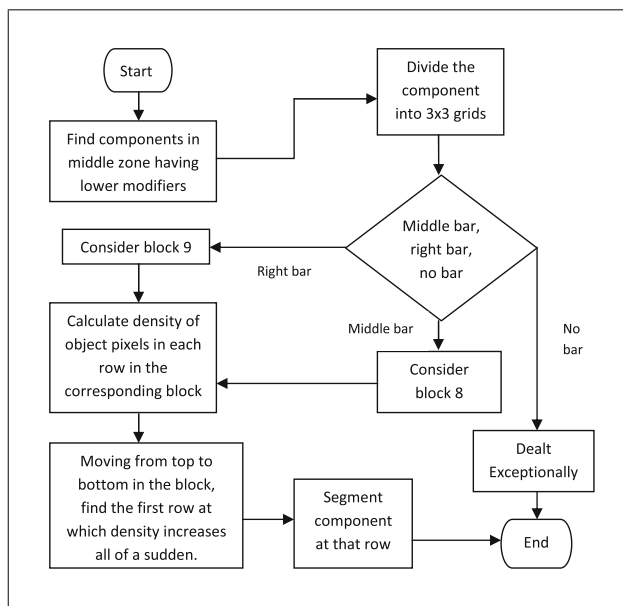 Start
Find components in
middle zone having
lower modifiers
Divide the
component
into 3x3 grids
Middle bar,
right bar,
no bar
Right bar
Consider block 9
Middle bar
Consider
block 8
No
bar
Dealt
Exceptionally
Calculate density of
object pixels in each
row in the
corresponding block
Moving from top to
bottom in the block,
find the first row at
which density increases
all of a sudden.
Segment
component
at that row
End